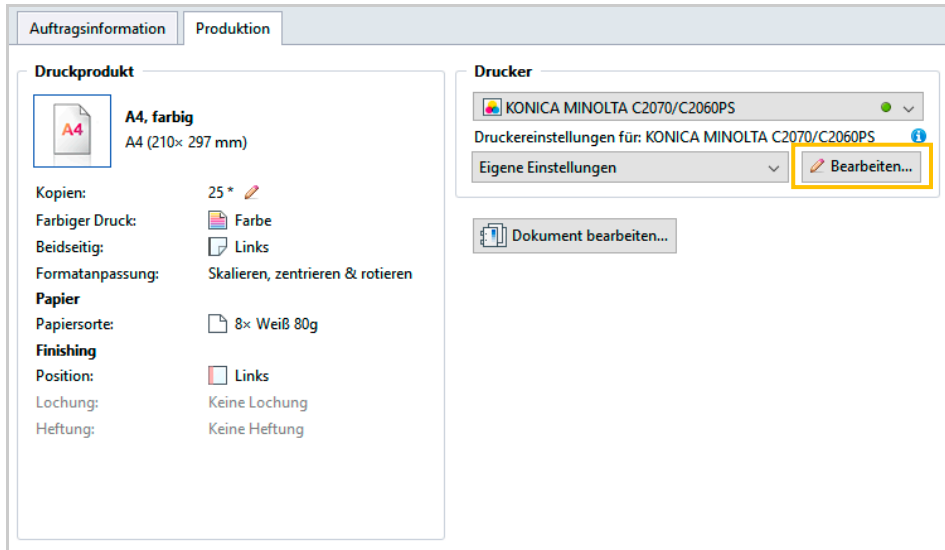 Auftragsinformation
Produktion
Druckprodukt
A4
A4, farbig
A4 (210× 297 mm)
Kopien: 25 *
Farbiger Druck: Farbe
Beidseitig: Links
Formatanpassung: Skalieren, zentrieren & rotieren
Papier
Papiersorte: 8× Weiß 80g
Finishing
Position: Links
Lochung: Keine Lochung
Heftung: Keine Heftung
Drucker
KONICA MINOLTA C2070/C2060PS
Druckereinstellungen für: KONICA MINOLTA C2070/C2060PS
Eigene Einstellungen
Bearbeiten...
Dokument bearbeiten...